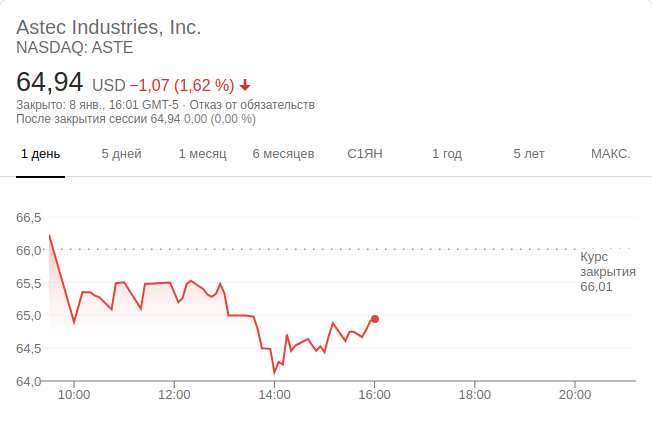 Astec Industries, Inc.
NASDAQ: ASTE
64,94 USD −1,07 (1,62 %)
Закрыто: 8 янв., 16:01 GMT-5 · Отказ от обязательств
После закрытия сессии 64,94 0,00 (0,00 %)
1 день 5 дней 1 месяц 6 месяцев С1ЯН 1 год 5 лет МАКС.
66,5
66,0
Курс
закрытия
66,01
65,5
65,0
64,5
64,0
10:00 12:00 14:00 16:00 18:00 20:00